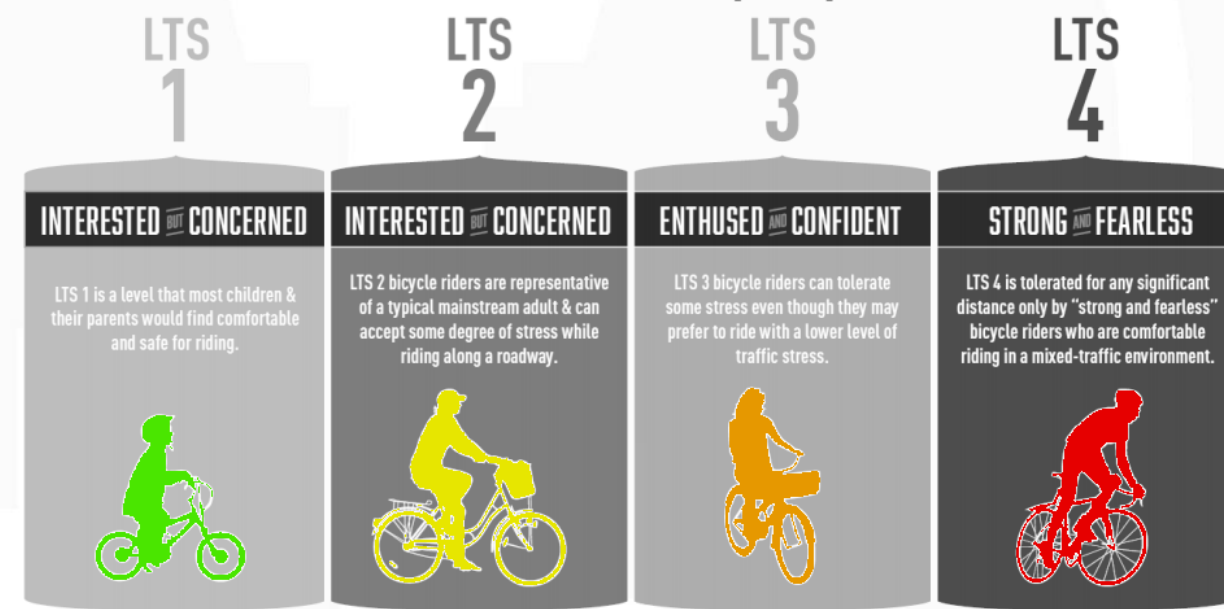 LTS
1
INTERESTED BUT CONCERNED
LTS 1 is a level that most children &
their parents would find comfortable
and safe for riding.
LTS
2
INTERESTED BUT CONCERNED
LTS 2 bicycle riders are representative
of a typical mainstream adult & can
accept some degree of stress while
riding along a roadway.
LTS
3
ENTHUSED AND CONFIDENT
LTS 3 bicycle riders can tolerate
some stress even though they may
prefer to ride with a lower level of
traffic stress.
LTS
4
STRONG AND FEARLESS
LTS 4 is tolerated for any significant
distance only by “strong and fearless”
bicycle riders who are comfortable
riding in a mixed-traffic environment.